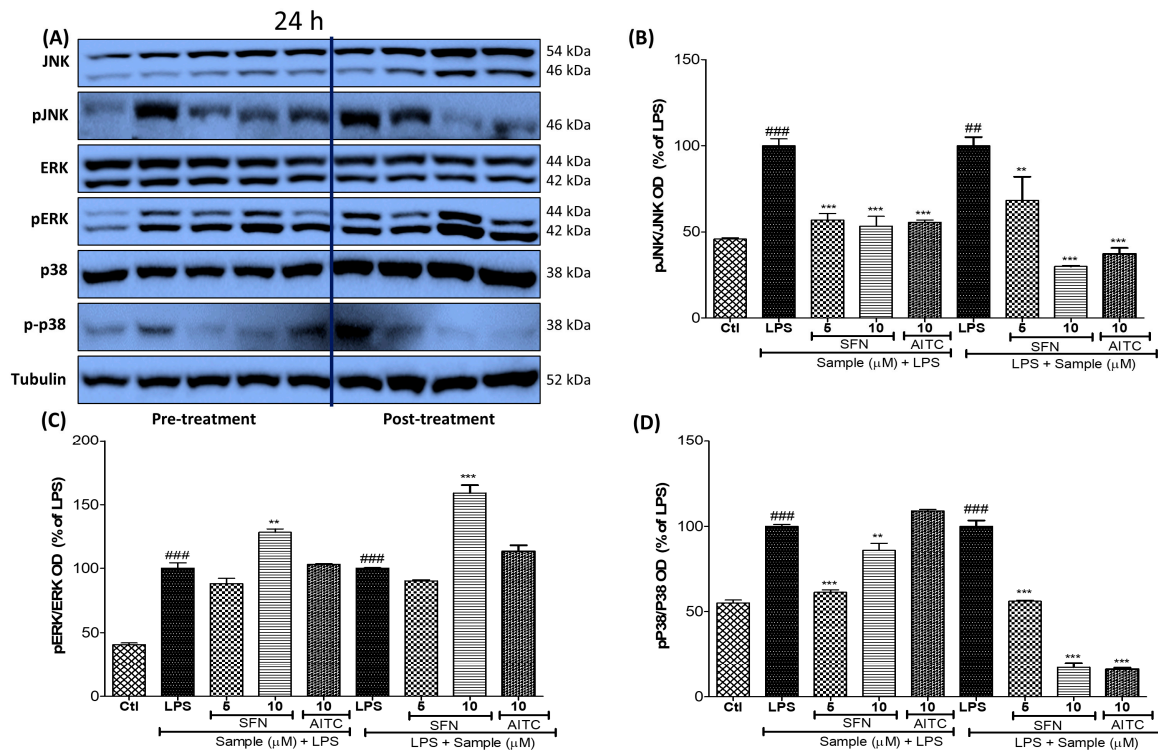 24 h
(A)
JNK
54 kDa
46 kDa
pJNK
46 kDa
ERK
44 kDa
42 kDa
pERK
44 kDa
42 kDa
p38
38 kDa
p-p38
38 kDa
Tubulin
52 kDa
Pre-treatment
Post-treatment
(B)
pJNK/JNK OD (% of LPS)
150
100
50
0
###
***
***
***
##
**
***
***
Ctl LPS 5 10 10 LPS 5 10 10
SFN AITC SFN AITC
Sample (μM) + LPS LPS + Sample (μM)
(C)
pERK/ERK OD (% of LPS)
200
150
100
50
0
###
**
###
***
Ctl LPS 5 10 10 LPS 5 10 10
SFN AITC SFN AITC
Sample (μM) + LPS LPS + Sample (μM)
(D)
pP38/P38 OD (% of LPS)
150
100
50
0
###
***
**
###
***
***
***
Ctl LPS 5 10 10 LPS 5 10 10
SFN AITC SFN AITC
Sample (μM) + LPS LPS + Sample (μM)